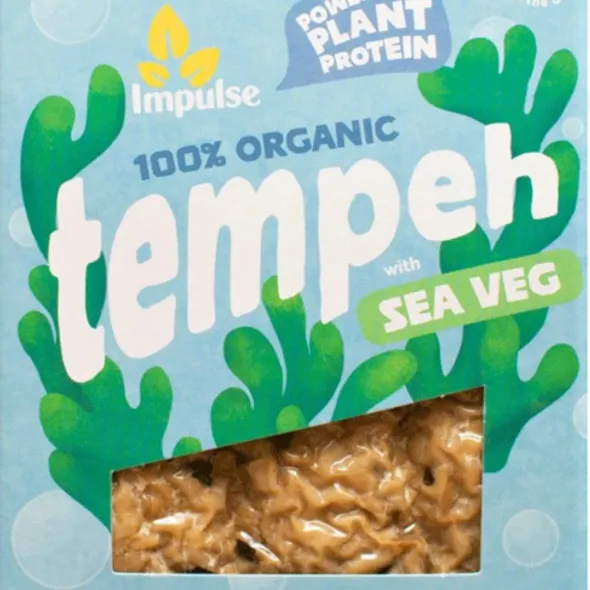 PLANT
PROTEIN
Impulse
100% ORGANIC
tempeh
with
SEA VEG